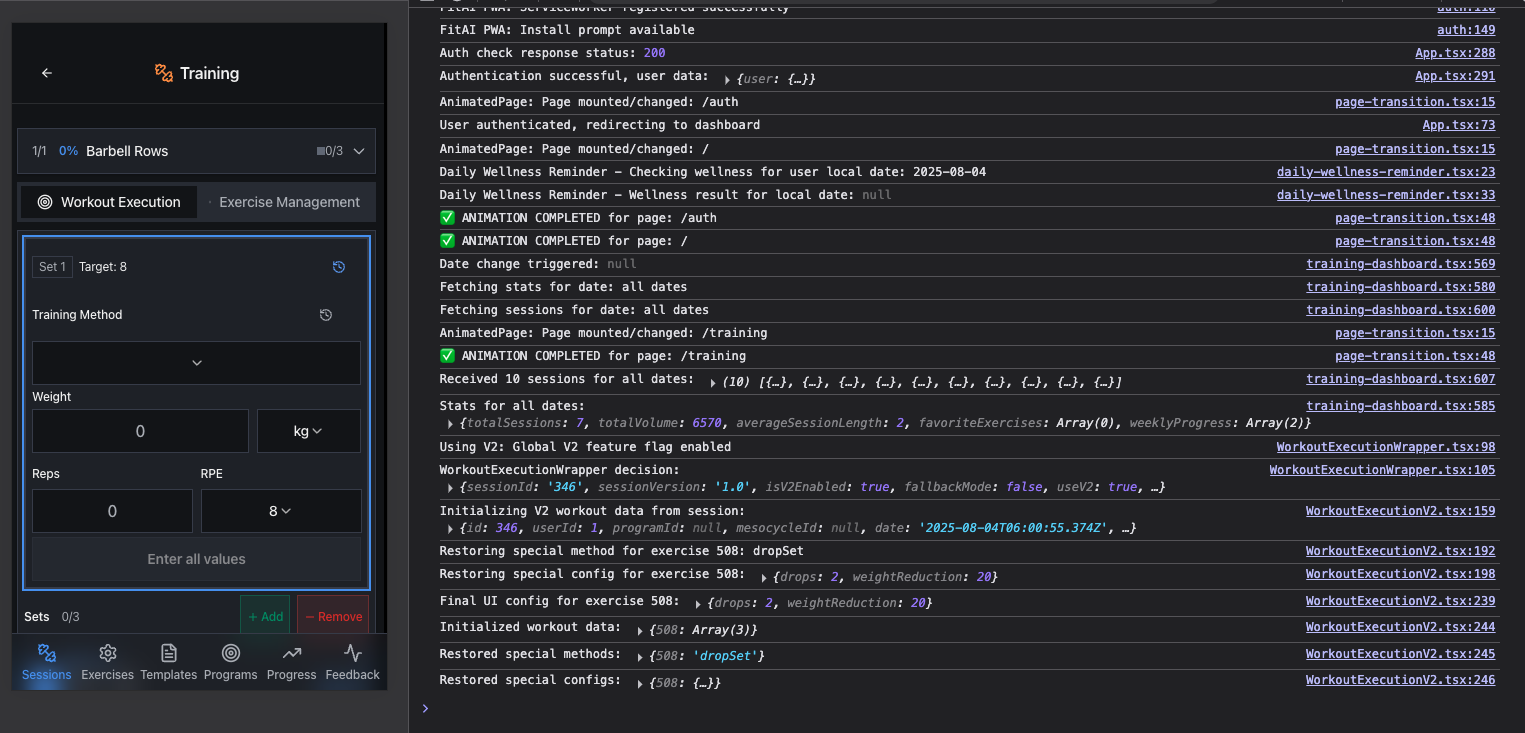 Training
1/1 0% Barbell Rows 0/3
Workout Execution Exercise Management
Set 1 Target: 8
Training Method
Weight
0 kg
Reps RPE
0 8
Enter all values
Sets 0/3 + Add − Remove
Sessions Exercises Templates Programs Progress Feedback
FitAI PWA: ServiceWorker registered successfully auth:116
FitAI PWA: Install prompt available auth:149
Auth check response status: 200 App.tsx:288
Authentication successful, user data: ▶ {user: {…}} App.tsx:291
AnimatedPage: Page mounted/changed: /auth page-transition.tsx:15
User authenticated, redirecting to dashboard App.tsx:73
AnimatedPage: Page mounted/changed: / page-transition.tsx:15
Daily Wellness Reminder - Checking wellness for user local date: 2025-08-04 daily-wellness-reminder.tsx:23
Daily Wellness Reminder - Wellness result for local date: null daily-wellness-reminder.tsx:33
✅ ANIMATION COMPLETED for page: /auth page-transition.tsx:48
✅ ANIMATION COMPLETED for page: / page-transition.tsx:48
Date change triggered: null training-dashboard.tsx:569
Fetching stats for date: all dates training-dashboard.tsx:580
Fetching sessions for date: all dates training-dashboard.tsx:600
AnimatedPage: Page mounted/changed: /training page-transition.tsx:15
✅ ANIMATION COMPLETED for page: /training page-transition.tsx:48
Received 10 sessions for all dates: ▶ (10) [{…}, {…}, {…}, {…}, {…}, {…}, {…}, {…}, {…}, {…}] training-dashboard.tsx:607
Stats for all dates: training-dashboard.tsx:585
▶ {totalSessions: 7, totalVolume: 6570, averageSessionLength: 2, favoriteExercises: Array(0), weeklyProgress: Array(2)}
Using V2: Global V2 feature flag enabled WorkoutExecutionWrapper.tsx:98
WorkoutExecutionWrapper decision: WorkoutExecutionWrapper.tsx:105
▶ {sessionId: '346', sessionVersion: '1.0', isV2Enabled: true, fallbackMode: false, useV2: true, …}
Initializing V2 workout data from session: WorkoutExecutionV2.tsx:159
▶ {id: 346, userId: 1, programId: null, mesocycleId: null, date: '2025-08-04T06:00:55.374Z', …}
Restoring special method for exercise 508: dropSet WorkoutExecutionV2.tsx:192
Restoring special config for exercise 508: ▶ {drops: 2, weightReduction: 20} WorkoutExecutionV2.tsx:198
Final UI config for exercise 508: ▶ {drops: 2, weightReduction: 20} WorkoutExecutionV2.tsx:239
Initialized workout data: ▶ {508: Array(3)} WorkoutExecutionV2.tsx:244
Restored special methods: ▶ {508: 'dropSet'} WorkoutExecutionV2.tsx:245
Restored special configs: ▶ {508: {…}} WorkoutExecutionV2.tsx:246